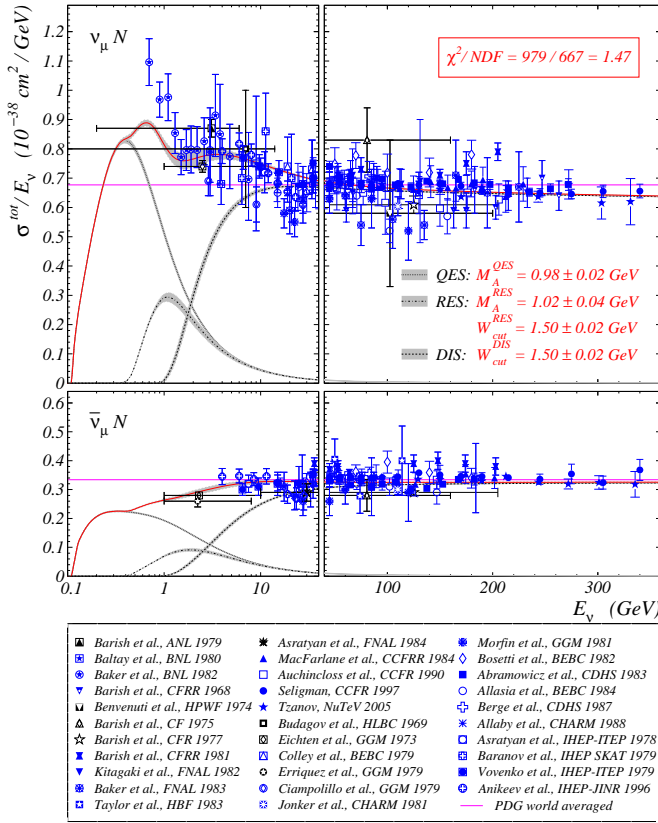 ν_μ N
χ²/NDF = 979/667 = 1.47
σ^tot/E_ν (10⁻³⁸ cm²/GeV)
1.2
1.1
1
0.9
0.8
0.7
0.6
0.5
0.4
0.3
0.2
0.1
0
QES: M_A^QES = 0.98 ± 0.02 GeV
RES: M_A^RES = 1.02 ± 0.04 GeV
W_cut^RES = 1.50 ± 0.02 GeV
DIS: W_cut^DIS = 1.50 ± 0.02 GeV
ν̅_μ N
0.6
0.5
0.4
0.3
0.2
0.1
0
0.1 1 10 100 200 300
E_ν (GeV)
Barish et al., ANL 1979
Baltay et al., BNL 1980
Baker et al., BNL 1982
Barish et al., CFRR 1968
Benvenuti et al., HPWF 1974
Barish et al., CF 1975
Barish et al., CFR 1977
Barish et al., CFRR 1981
Kitagaki et al., FNAL 1982
Baker et al., FNAL 1983
Taylor et al., HBF 1983
Asratyan et al., FNAL 1984
MacFarlane et al., CCFRR 1984
Auchincloss et al., CCFR 1990
Seligman, CCFR 1997
Tzanov, NuTeV 2005
Budagov et al., HLBC 1969
Eichten et al., GGM 1973
Colley et al., BEBC 1979
Erriquez et al., GGM 1979
Ciampolillo et al., GGM 1979
Jonker et al., CHARM 1981
Morfin et al., GGM 1981
Bosetti et al., BEBC 1982
Abramowicz et al., CDHS 1983
Allasia et al., BEBC 1984
Berge et al., CDHS 1987
Allaby et al., CHARM 1988
Asratyan et al., IHEP-ITEP 1978
Baranov et al., IHEP SKAT 1979
Vovenko et al., IHEP-ITEP 1979
Anikeev et al., IHEP-JINR 1996
PDG world averaged